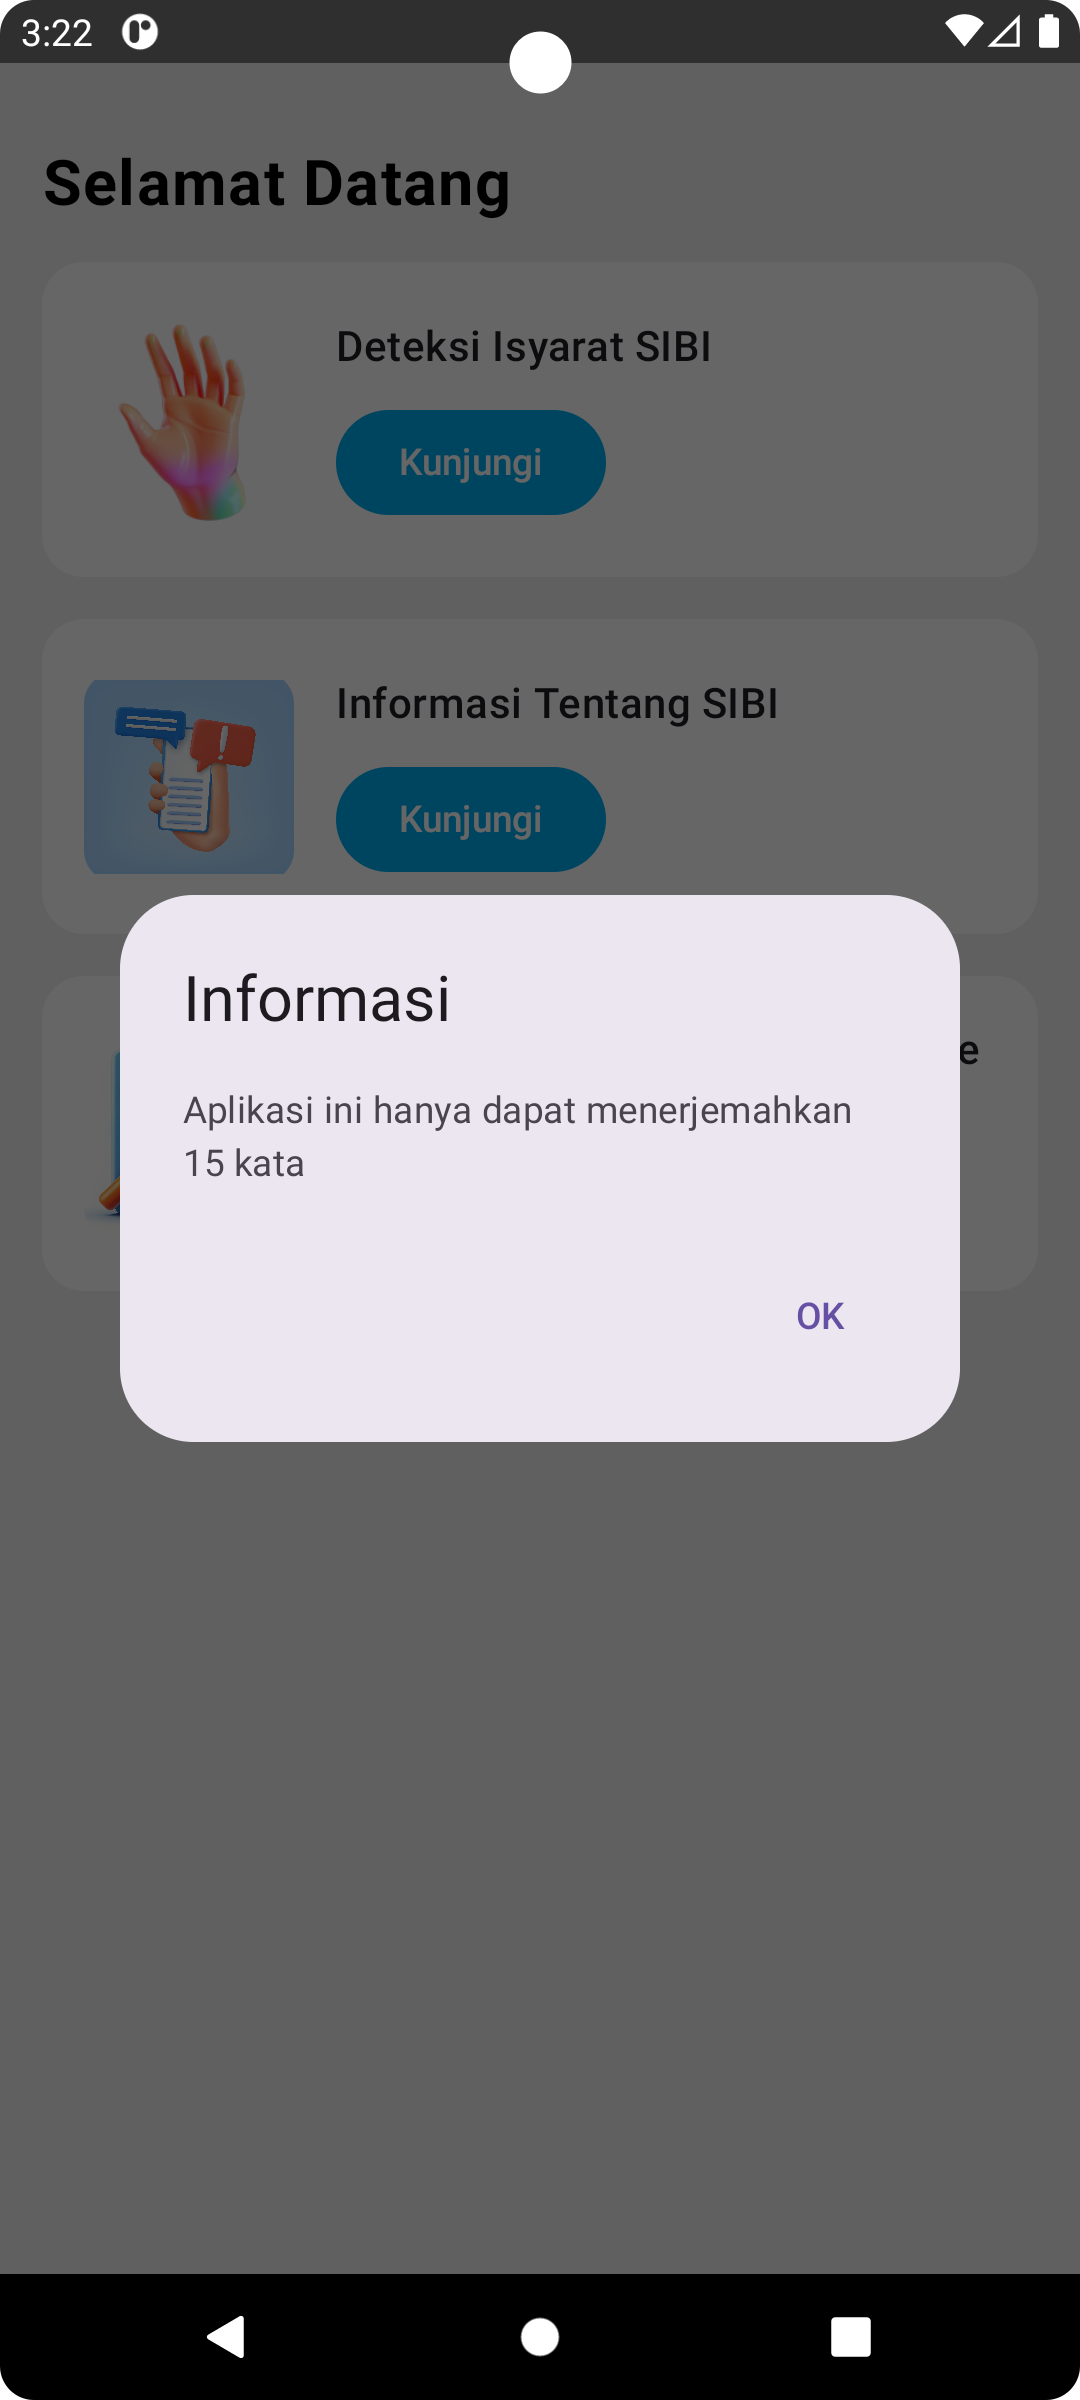 3:22
Selamat Datang
Deteksi Isyarat SIBI
Kunjungi
Informasi Tentang SIBI
Kunjungi
Informasi
Aplikasi ini hanya dapat menerjemahkan
15 kata
OK